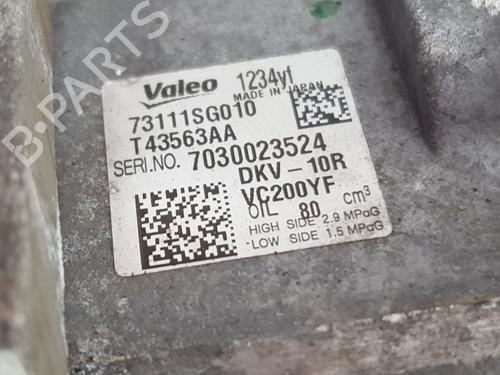 Valeo 1234yf
MADE IN JAPAN
73111SG010
T43563AA
SERI.NO. 7030023524
DKV-10R
VC200YF
OIL 80 cm³
HIGH SIDE 2.9 MPaG
LOW SIDE 1.5 MPaG
B